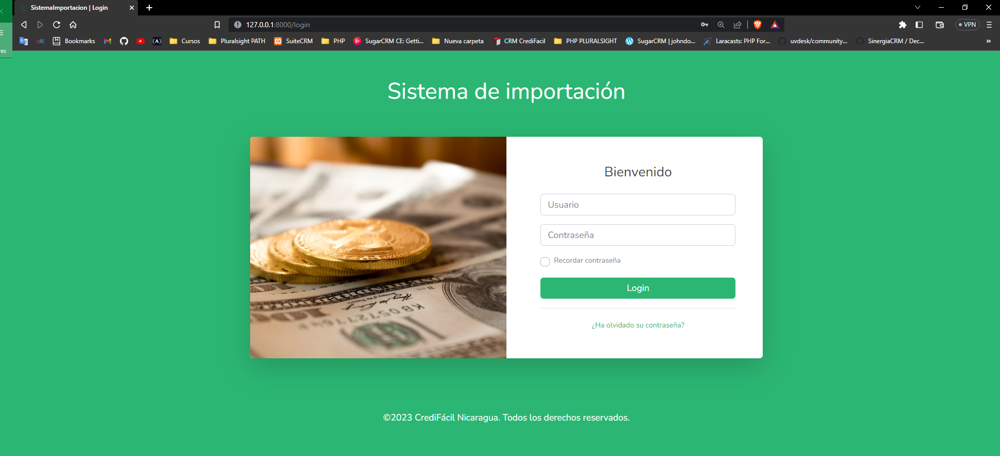 SistemaImportacion | Login
127.0.0.1:8000/login
VPN
Bookmarks
Cursos
Pluralsight PATH
SuiteCRM
PHP
SugarCRM CE: Getti...
Nueva carpeta
CRM CrediFacil
PHP PLURALSIGHT
SugarCRM | johndo...
Laracasts: PHP For...
uvdesk/community...
SinergiaCRM / Dec...
res
Sistema de importación
Bienvenido
Usuario
Contraseña
Recordar contraseña
Login
¿Ha olvidado su contraseña?
KB05727764
©2023 CrediFácil Nicaragua. Todos los derechos reservados.